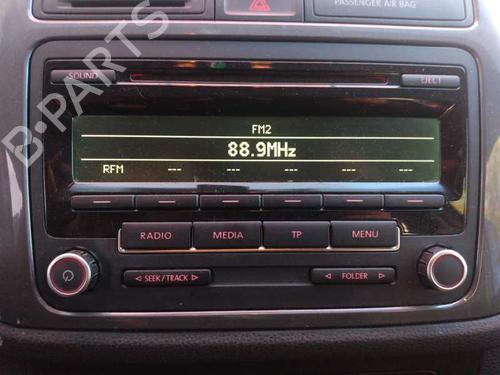 PASSENGER AIR BAG
SOUND
EJECT
FM2
88.9MHz
RFM --- --- --- --- ---
RADIO MEDIA TP MENU
◁ SEEK/TRACK ▷ ◁ FOLDER ▷
B-PARTS